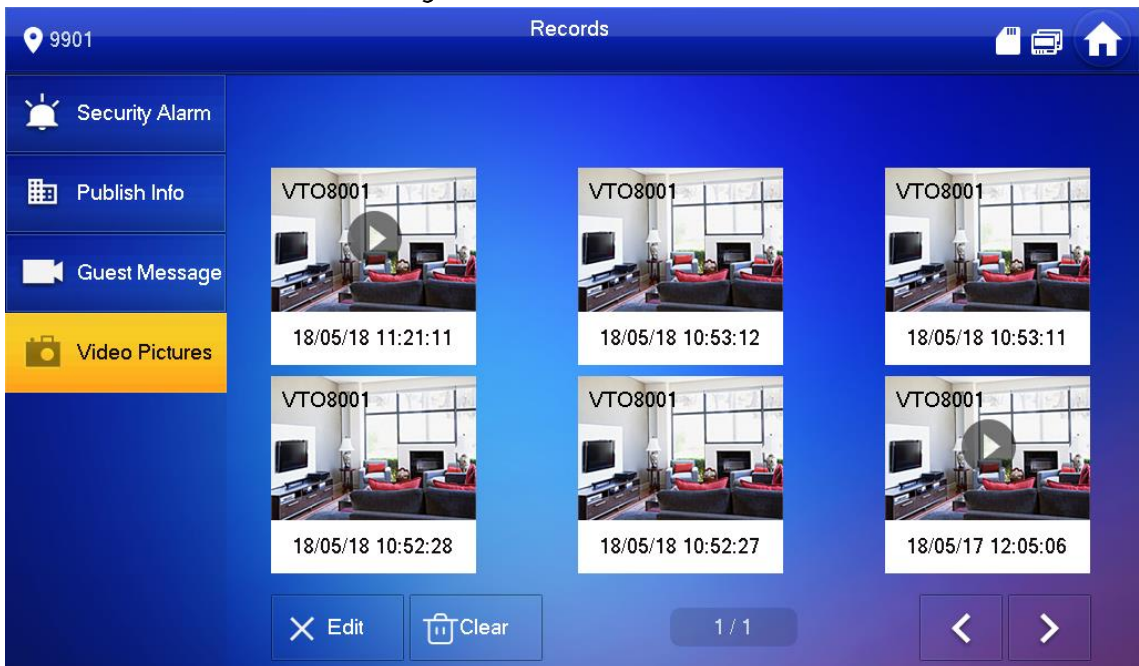 Records
9901
Security Alarm
Publish Info
Guest Message
Video Pictures
VTO8001
VTO8001
VTO8001
18/05/18 11:21:11
18/05/18 10:53:12
18/05/18 10:53:11
VTO8001
VTO8001
VTO8001
18/05/18 10:52:28
18/05/18 10:52:27
18/05/17 12:05:06
Edit
Clear
1 / 1